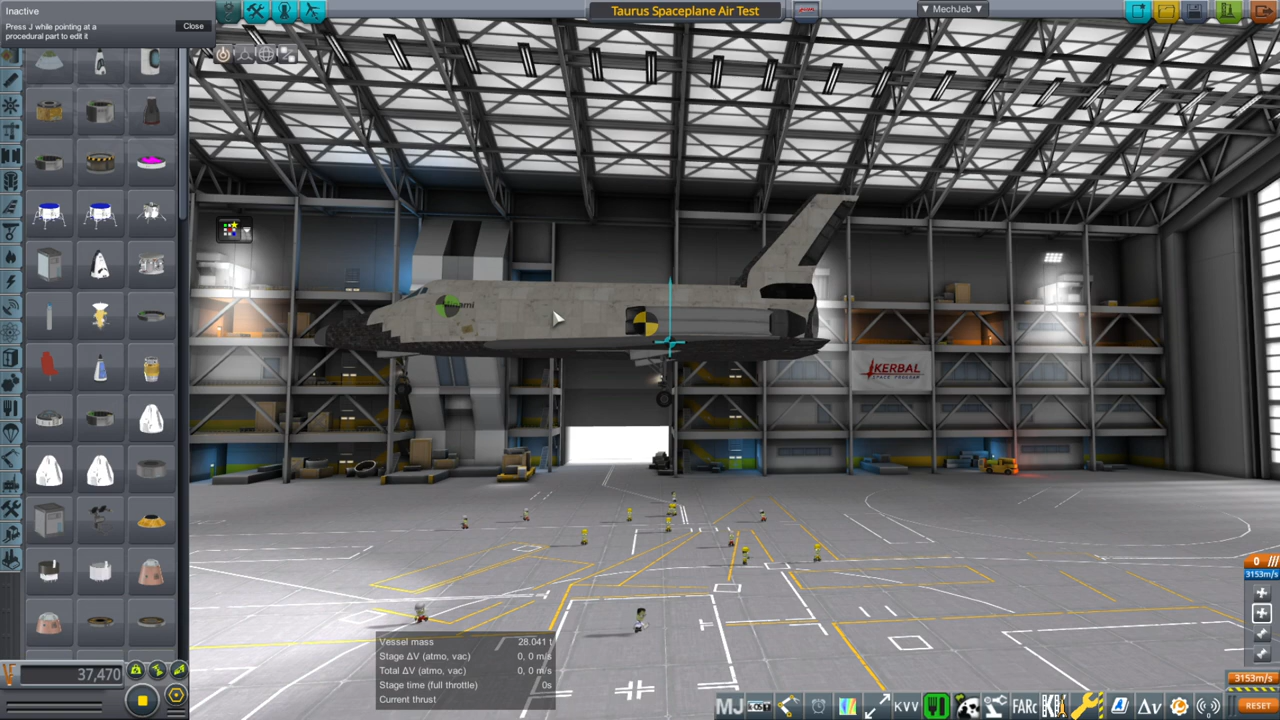 Inactive
Press J while pointing at a
procedural part to edit it
Close
Taurus Spaceplane Air Test
▼ MechJeb ▼
KERBAL
SPACE PROGRAM
0
3153m/s
Vessel mass 28.041 t
Stage ΔV (atmo, vac) 0, 0 m/s
Total ΔV (atmo, vac) 0, 0 m/s
Stage time (full throttle) 0s
Current thrust
37,470
3153m/s
MJ
KVV
FARc
Δv
RESET